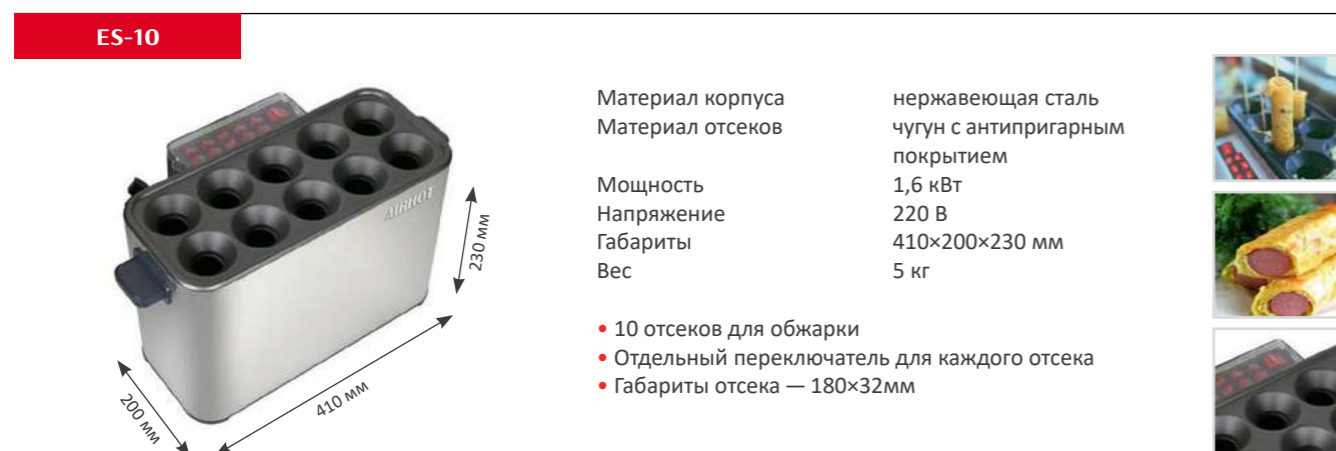 ES-10
AIRHOT
230 мм
410 мм
200 мм
Материал корпуса нержавеющая сталь
Материал отсеков чугун с антипригарным
покрытием
Мощность 1,6 кВт
Напряжение 220 В
Габариты 410×200×230 мм
Вес 5 кг
• 10 отсеков для обжарки
• Отдельный переключатель для каждого отсека
• Габариты отсека — 180×32мм